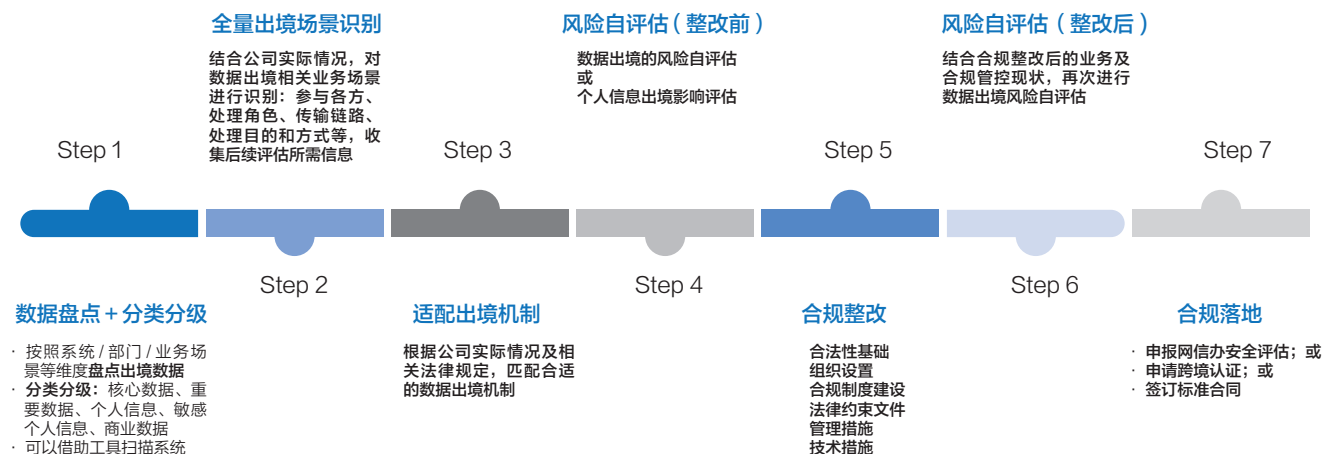 全量出境场景识别
结合公司实际情况，对
数据出境相关业务场景
进行识别：参与各方、
处理角色、传输链路、
处理目的和方式等，收
集后续评估所需信息
风险自评估（整改前）
数据出境的风险自评估
或
个人信息出境影响评估
风险自评估（整改后）
结合合规整改后的业务及
合规管控现状，再次进行
数据出境风险自评估
Step 1
Step 3
Step 5
Step 7
Step 2
Step 4
Step 6
数据盘点+分类分级
· 按照系统/部门/业务场
景等维度盘点出境数据
· 分类分级：核心数据、重
要数据、个人信息、敏感
个人信息、商业数据
· 可以借助工具扫描系统
适配出境机制
根据公司实际情况及相
关法律规定，匹配合适
的数据出境机制
合规整改
合法性基础
组织设置
合规制度建设
法律约束文件
管理措施
技术措施
合规落地
· 申报网信办安全评估；或
· 申请跨境认证；或
· 签订标准合同